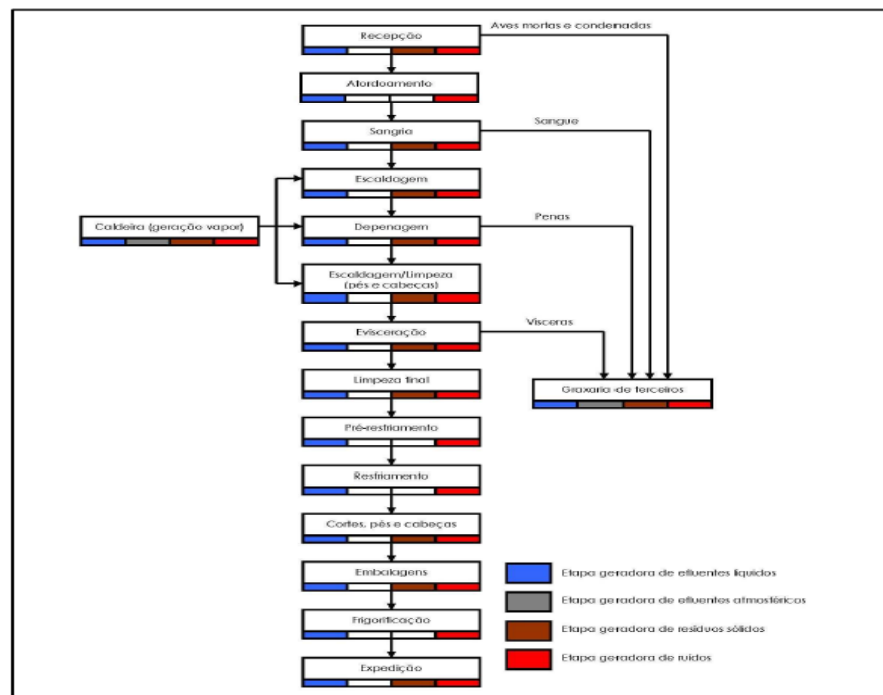 Aves mortas e condenadas
Recepção
Atordoamento
Sangue
Sangria
Escaldagem
Caldeira (geração vapor)
Penas
Depenagem
Escaldagem/Limpeza
(pés e cabeças)
Vísceras
Evisceração
Limpeza final
Graxaria de terceiros
Pré-resfriamento
Resfriamento
Cortes, pés e cabeças
Embalagens
Frigorificação
Expedição
Etapa geradora de efluentes líquidos
Etapa geradora de efluentes atmosféricos
Etapa geradora de resíduos sólidos
Etapa geradora de ruídos